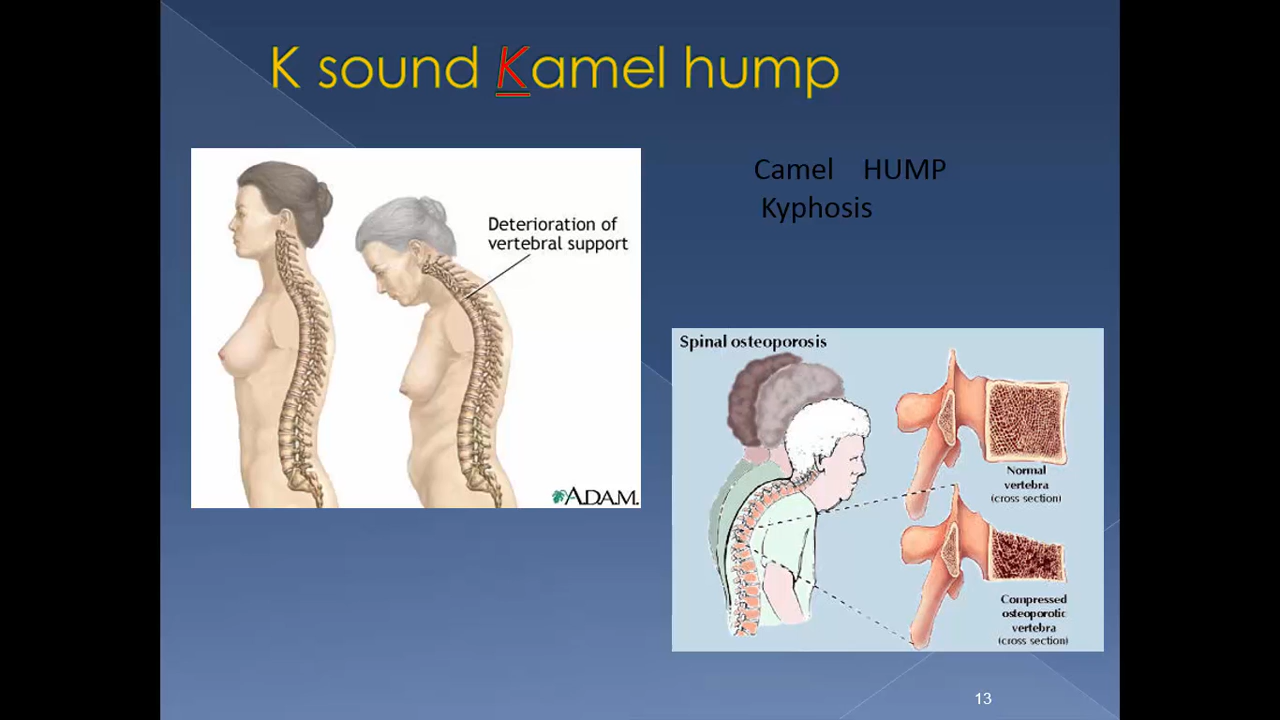 K sound Kamel hump
Camel HUMP
Kyphosis
Deterioration of
vertebral support
ADAM.
Spinal osteoporosis
Normal
vertebra
(cross section)
Compressed
osteoporotic
vertebra
(cross section)
13